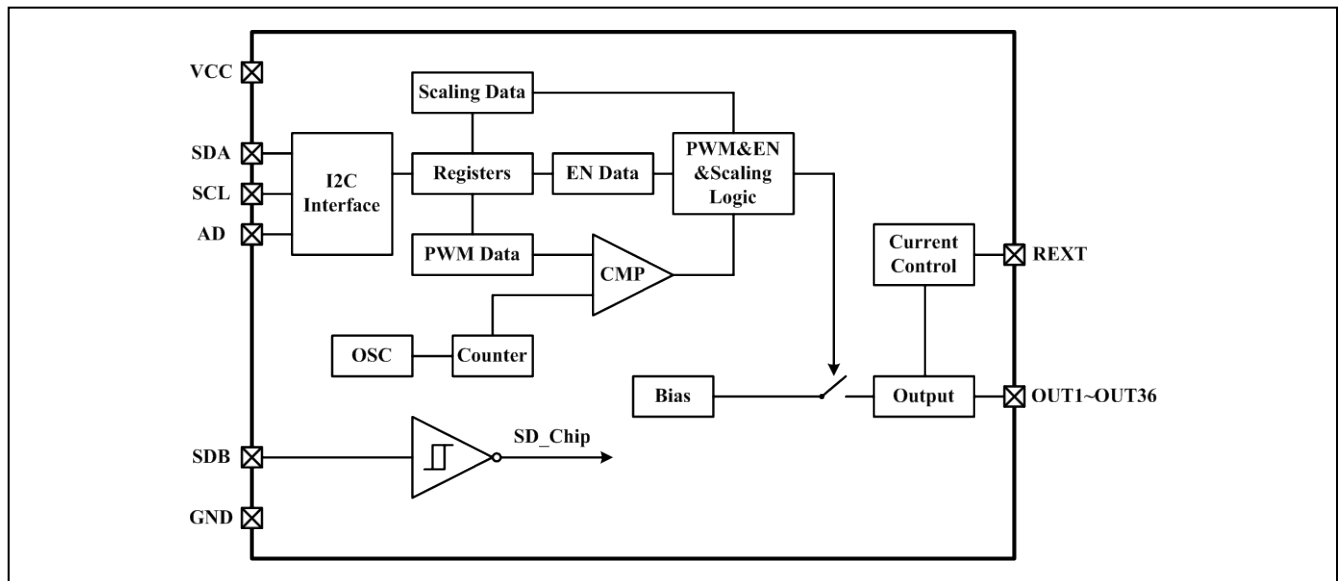 VCC
Scaling Data
SDA
SCL
AD
I2C
Interface
Registers
EN Data
PWM&EN
&Scaling
Logic
PWM Data
CMP
Current
Control
REXT
OSC
Counter
Bias
Output
OUT1~OUT36
SDB
SD_Chip
GND